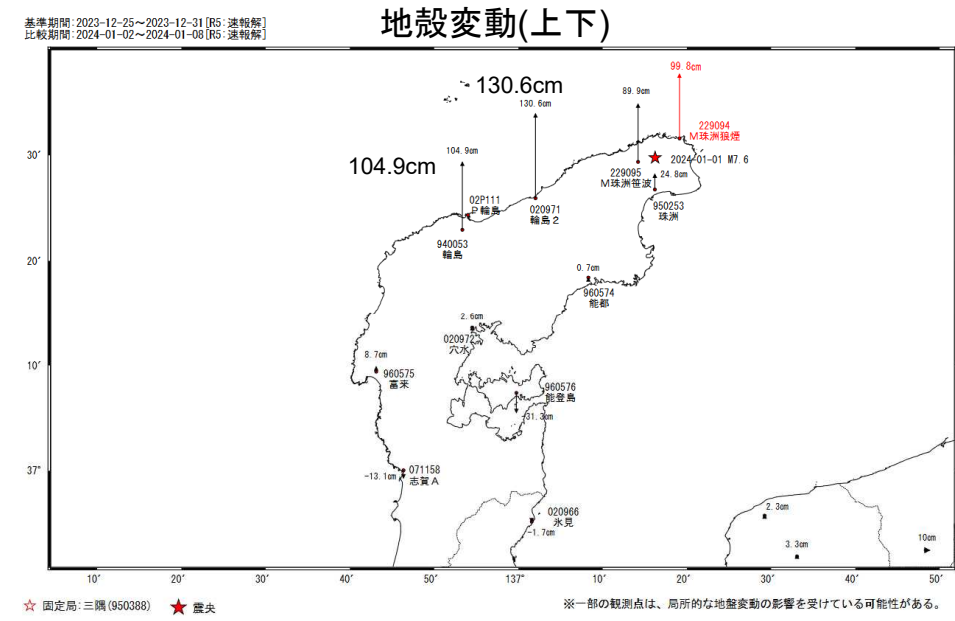 基準期間:2023-12-25～2023-12-31[R5:速報解]
比較期間:2024-01-02～2024-01-08[R5:速報解]
地殻変動(上下)
99.8cm
130.6cm
89.9cm
130.6cm
229094
M珠洲狼煙
30'
104.9cm
2024-01-01 M7.6
104.9cm
229095
M珠洲笹波
24.8cm
02P111
P輪島
020971
輪島2
950253
珠洲
940053
輪島
20'
0.7cm
960574
能都
2.6cm
020972
穴水
10'
8.7cm
960575
富来
960576
能登島
-31.3cm
37°
-13.1cm
071158
志賀A
020966
氷見
-1.7cm
2.3cm
3.3cm
10cm
10'
20'
30'
40'
50'
137°
10'
20'
30'
40'
50'
☆ 固定局:三隅(950388)
★ 震央
※一部の観測点は、局所的な地盤変動の影響を受けている可能性がある。